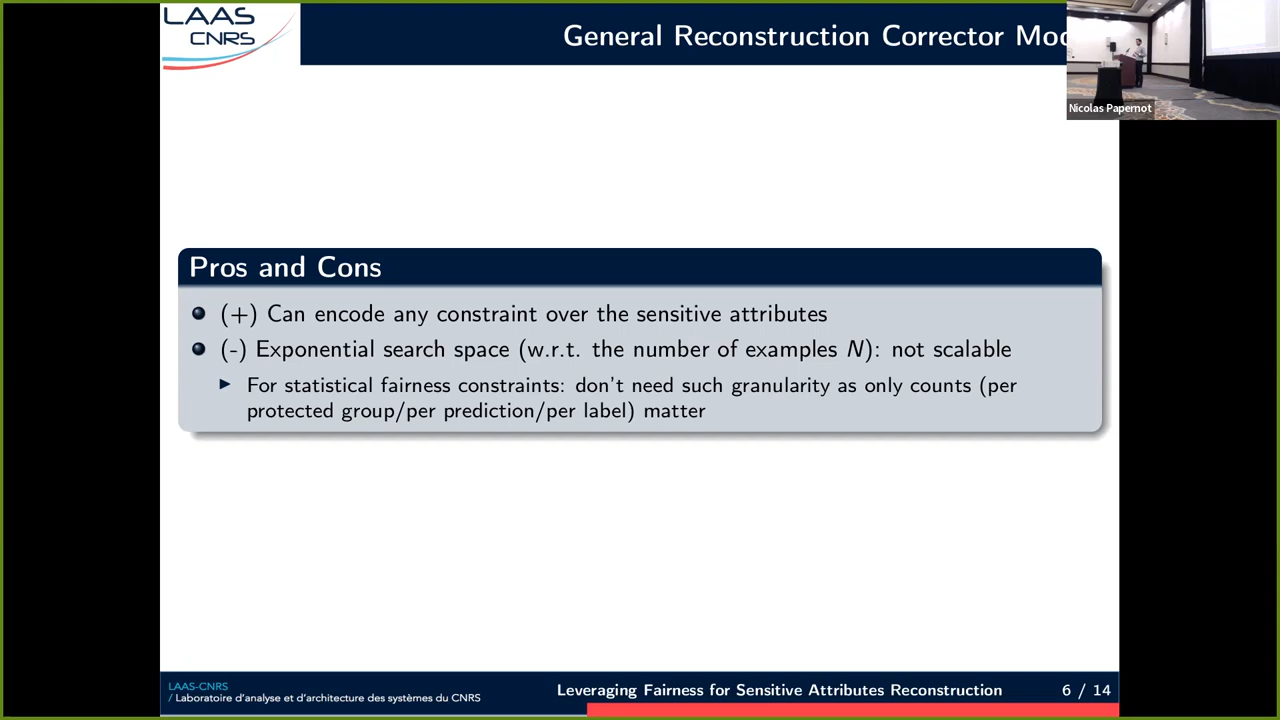 LAAS
CNRS
General Reconstruction Corrector
Nicolas Papernot
Pros and Cons
(+) Can encode any constraint over the sensitive attributes
(-) Exponential search space (w.r.t. the number of examples N): not scalable
For statistical fairness constraints: don't need such granularity as only counts (per
protected group/per prediction/per label) matter
LAAS-CNRS
/ Laboratoire d'analyse et d'architecture des systèmes du CNRS
Leveraging Fairness for Sensitive Attributes Reconstruction
6 / 14